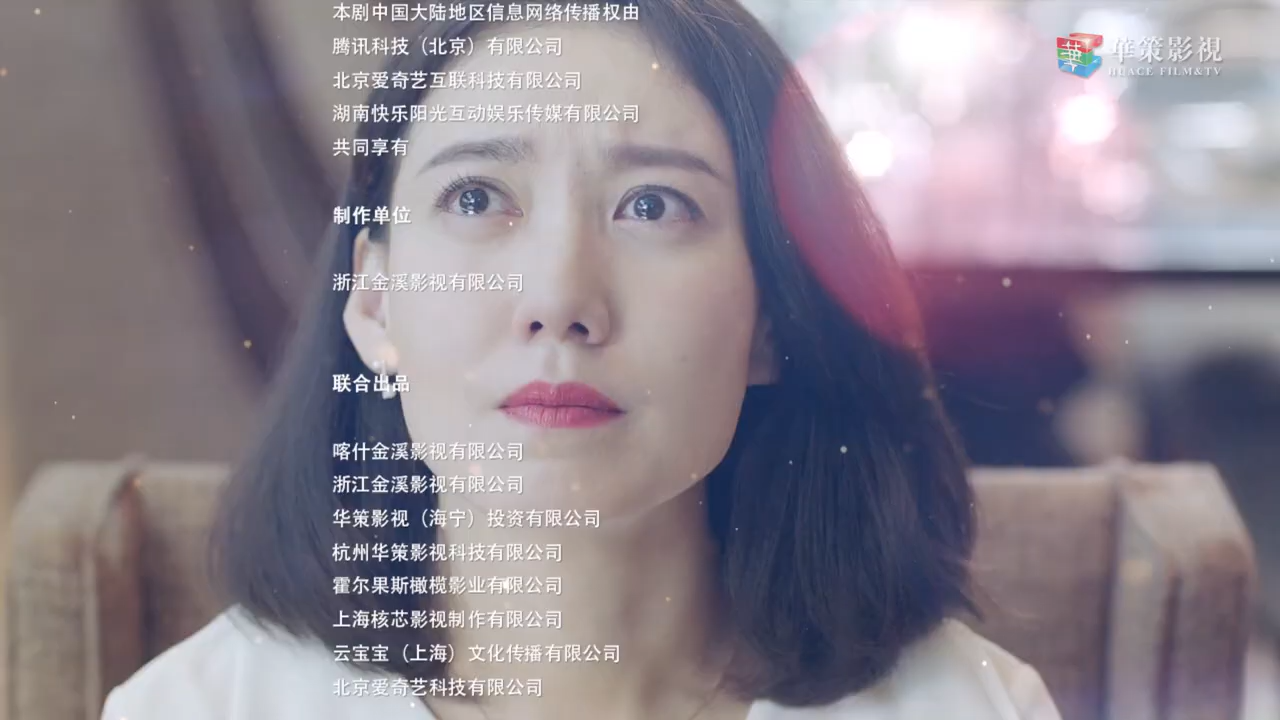 本剧中国大陆地区信息网络传播权由
腾讯科技（北京）有限公司
北京爱奇艺互联科技有限公司
湖南快乐阳光互动娱乐传媒有限公司
共同享有
制作单位
浙江金溪影视有限公司
联合出品
喀什金溪影视有限公司
浙江金溪影视有限公司
华策影视（海宁）投资有限公司
杭州华策影视科技有限公司
霍尔果斯橄榄影业有限公司
上海核芯影视制作有限公司
云宝宝（上海）文化传播有限公司
北京爱奇艺科技有限公司
華
華策影視
HUACE FILM&TV